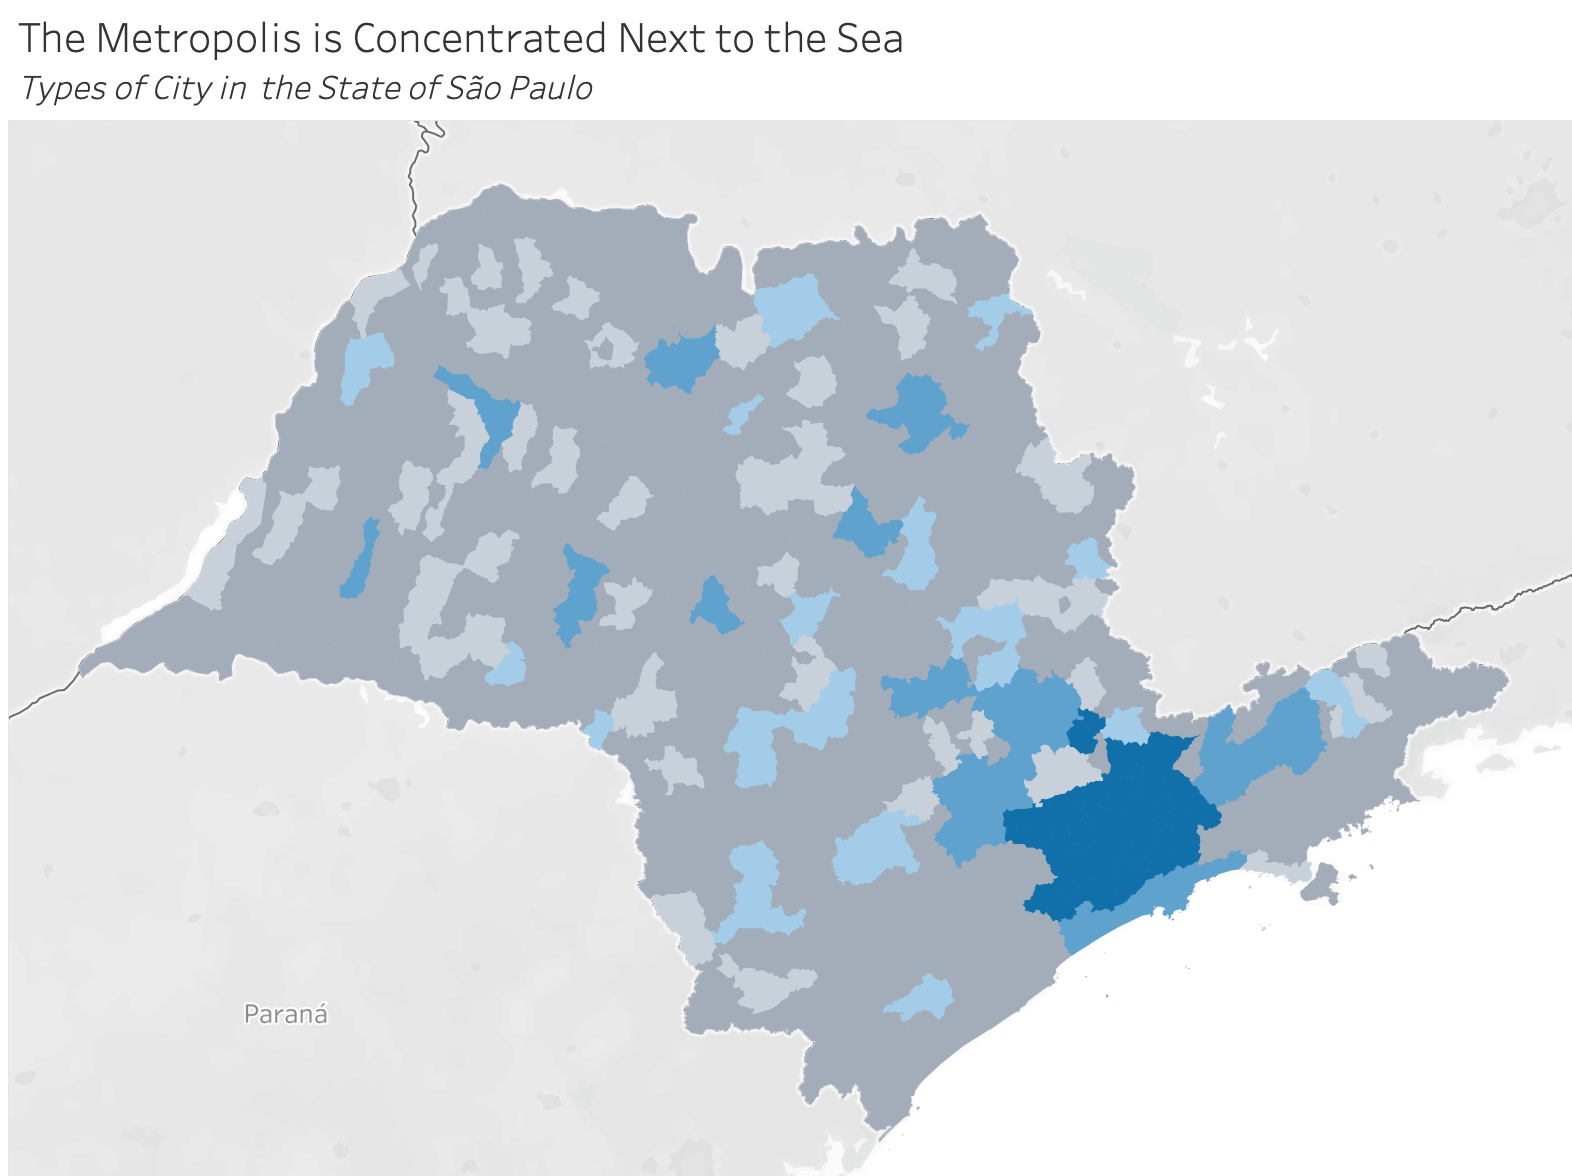 The Metropolis is Concentrated Next to the Sea
Types of City in the State of São Paulo
Paraná